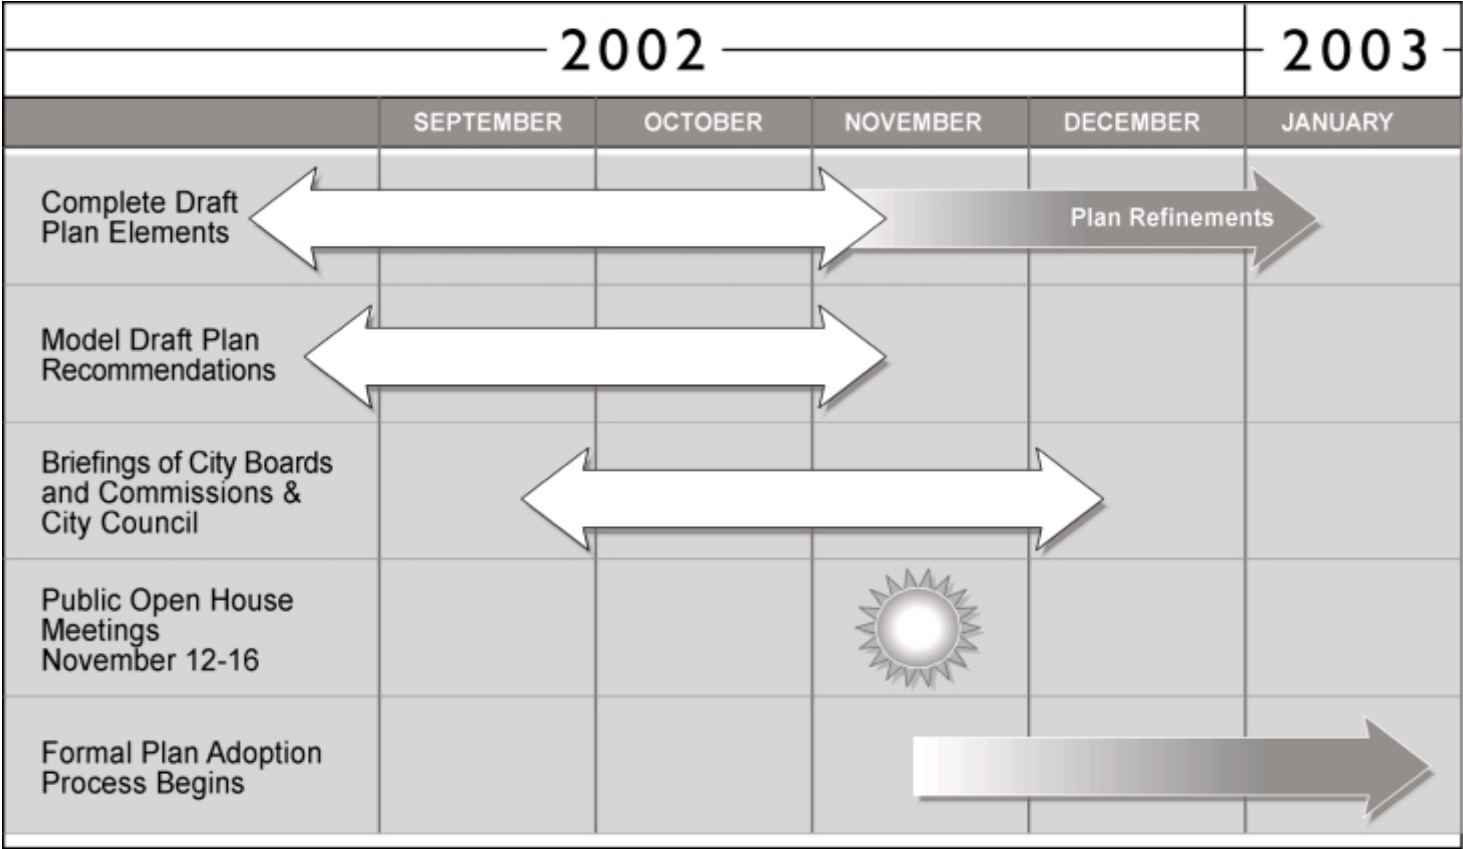 2002 2003
SEPTEMBER OCTOBER NOVEMBER DECEMBER JANUARY
Complete Draft
Plan Elements
Plan Refinements
Model Draft Plan
Recommendations
Briefings of City Boards
and Commissions &
City Council
Public Open House
Meetings
November 12-16
Formal Plan Adoption
Process Begins